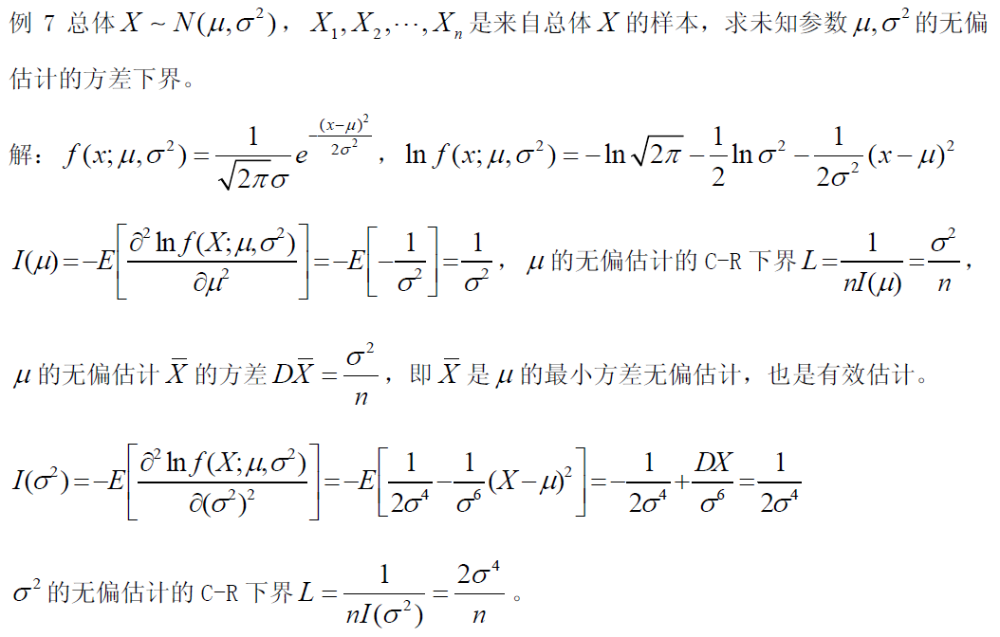 例 7 总体 $X \sim N(\mu,\sigma^2)$，$X_1,X_2,\cdots,X_n$ 是来自总体 $X$ 的样本，求未知参数 $\mu,\sigma^2$ 的无偏
估计的方差下界。
解：$f(x;\mu,\sigma^2)=\frac{1}{\sqrt{2\pi}\sigma}e^{-\frac{(x-\mu)^2}{2\sigma^2}}$，$\ln f(x;\mu,\sigma^2)=-\ln\sqrt{2\pi}-\frac{1}{2}\ln\sigma^2-\frac{1}{2\sigma^2}(x-\mu)^2$
$I(\mu)=-E\left[\frac{\partial^2\ln f(X;\mu,\sigma^2)}{\partial\mu^2}\right]=-E\left[-\frac{1}{\sigma^2}\right]=\frac{1}{\sigma^2}$，$\mu$ 的无偏估计的 C-R 下界 $L=\frac{1}{nI(\mu)}=\frac{\sigma^2}{n}$，
$\mu$ 的无偏估计 $\overline{X}$ 的方差 $D\overline{X}=\frac{\sigma^2}{n}$，即 $\overline{X}$ 是 $\mu$ 的最小方差无偏估计，也是有效估计。
$I(\sigma^2)=-E\left[\frac{\partial^2\ln f(X;\mu,\sigma^2)}{\partial(\sigma^2)^2}\right]=-E\left[\frac{1}{2\sigma^4}-\frac{1}{\sigma^6}(X-\mu)^2\right]=-\frac{1}{2\sigma^4}+\frac{DX}{\sigma^6}=\frac{1}{2\sigma^4}$
$\sigma^2$ 的无偏估计的 C-R 下界 $L=\frac{1}{nI(\sigma^2)}=\frac{2\sigma^4}{n}$。